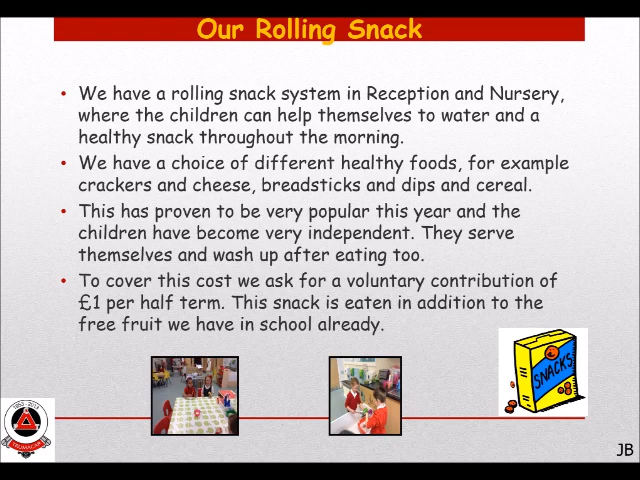 Our Rolling Snack
• We have a rolling snack system in Reception and Nursery,
where the children can help themselves to water and a
healthy snack throughout the morning.
• We have a choice of different healthy foods, for example
crackers and cheese, breadsticks and dips and cereal.
• This has proven to be very popular this year and the
children have become very independent. They serve
themselves and wash up after eating too.
• To cover this cost we ask for a voluntary contribution of
£1 per half term. This snack is eaten in addition to the
free fruit we have in school already.
SNACKS
JB